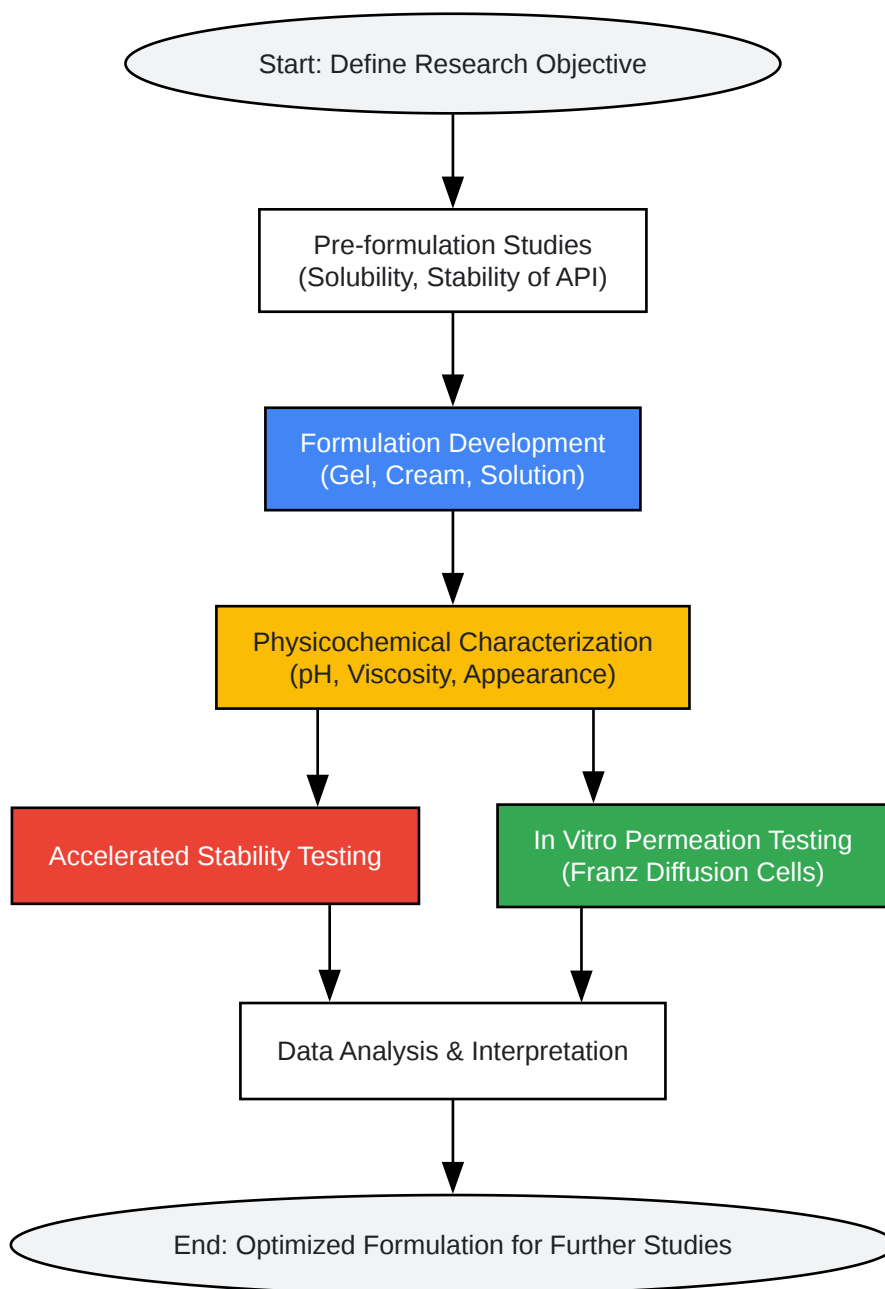 Start: Define Research Objective
Pre-formulation Studies
(Solubility, Stability of API)
Formulation Development
(Gel, Cream, Solution)
Physicochemical Characterization
(pH, Viscosity, Appearance)
Accelerated Stability Testing
In Vitro Permeation Testing
(Franz Diffusion Cells)
Data Analysis & Interpretation
End: Optimized Formulation for Further Studies